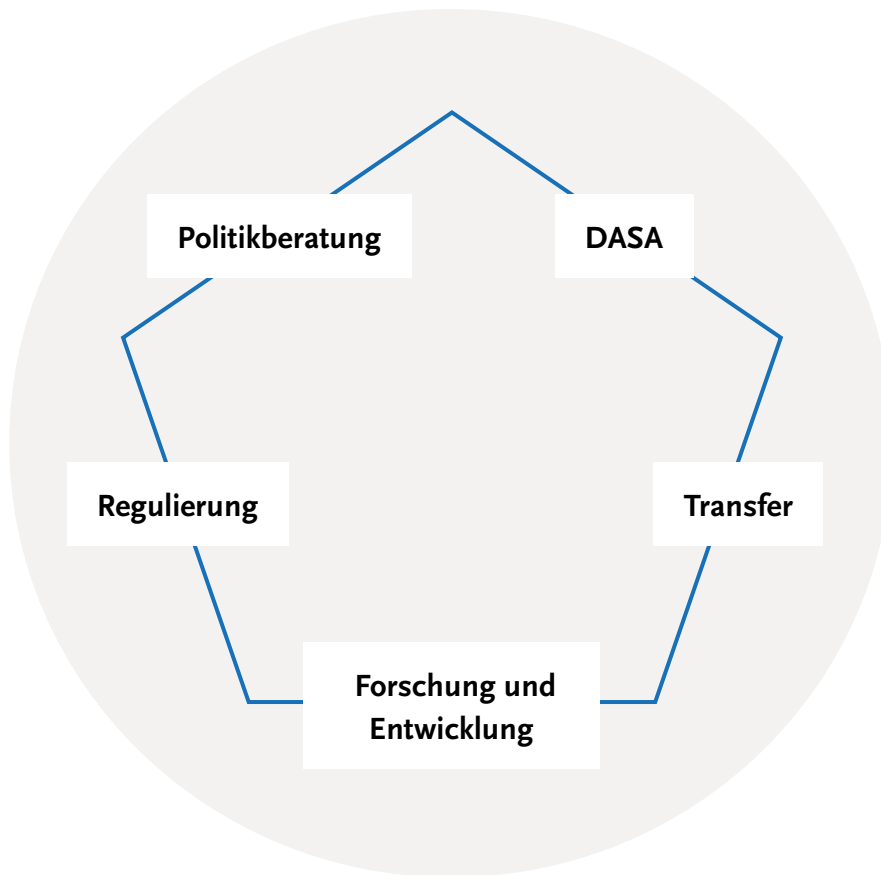 Politikberatung
DASA
Regulierung
Transfer
Forschung und
Entwicklung